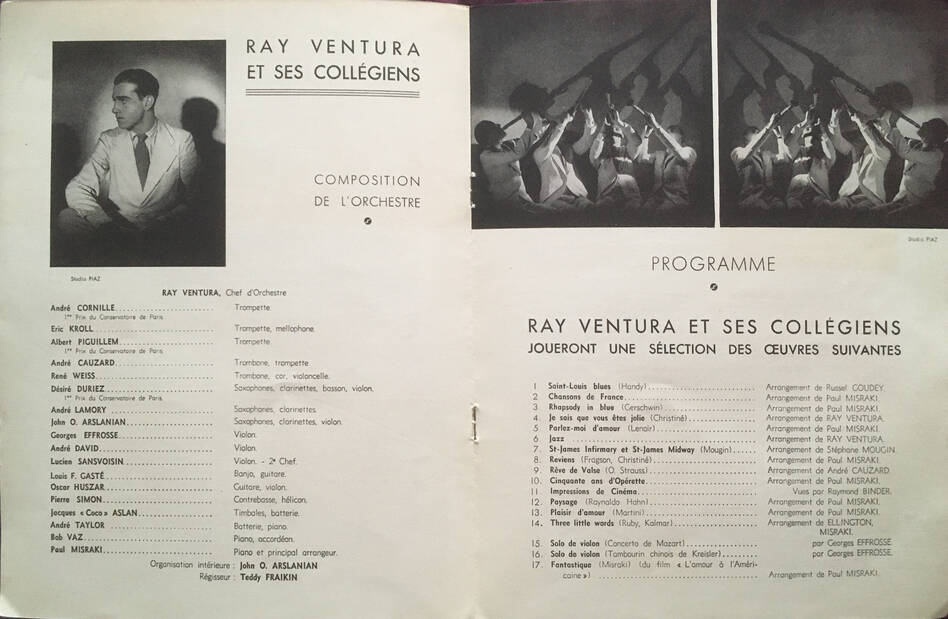 RAY VENTURA
ET SES COLLÉGIENS
COMPOSITION
DE L'ORCHESTRE
Studio PIAZ
RAY VENTURA, Chef d'Orchestre
André CORNILLE.............. Trompette.
1er Prix du Conservatoire de Paris.
Eric KROLL.............. Trompette, mellophone.
Albert PIGUILLEM.............. Trompette.
1er Prix du Conservatoire de Paris.
André CAUZARD.............. Trombone, trompette.
René WEISS.............. Trombone, cor, violoncelle.
Désiré DURIEZ.............. Saxophones, clarinettes, basson, violon.
1er Prix du Conservatoire de Paris.
André LAMORY.............. Saxophones, clarinettes.
John O. ARSLANIAN.............. Saxophones, clarinettes, violon.
Georges EFFROSSE.............. Violon.
André DAVID.............. Violon.
Lucien SANSVOISIN.............. Violon. - 2e Chef.
Louis F. GASTÉ.............. Banjo, guitare.
Oscar HUSZAR.............. Guitare, violon.
Pierre SIMON.............. Contrebasse, hélicon.
Jacques « Coco » ASLAN.............. Timbales, batterie.
André TAYLOR.............. Batterie, piano.
Bob VAZ.............. Piano, accordéon.
Paul MISRAKI.............. Piano et principal arrangeur.
Organisation intérieure : John O. ARSLANIAN
Régisseur : Teddy FRAIKIN
Studio PIAZ
PROGRAMME
RAY VENTURA ET SES COLLÉGIENS
JOUERONT UNE SÉLECTION DES ŒUVRES SUIVANTES
1 Saint-Louis blues (Handy).............. Arrangement de Russel GOUDEY.
2 Chansons de France.............. Arrangement de Paul MISRAKI.
3 Rhapsody in blue (Gerschwin).............. Arrangement de Paul MISRAKI.
4. Je sais que vous êtes jolie (Christiné).............. Arrangement de RAY VENTURA.
5 Parlez-moi d'amour (Lenoir).............. Arrangement de Paul MISRAKI.
6 Jazz.............. Arrangement de RAY VENTURA.
7. St-James Infirmary et St-James Midway (Mougin)...... Arrangement de Stéphane MOUGIN.
8. Reviens (Fragson, Christiné).............. Arrangement de Paul MISRAKI.
9. Rêve de Valse (O. Strauss).............. Arrangement de André CAUZARD.
10. Cinquante ans d'Opérette.............. Arrangement de Paul MISRAKI.
11 Impressions de Cinéma.............. Vues par Raymond BINDER.
12. Paysage (Raynaldo Hahn).............. Arrangement de Paul MISRAKI.
13. Plaisir d'amour (Martini).............. Arrangement de Paul MISRAKI.
14. Three little words (Ruby, Kalmar).............. Arrangement de ELLINGTON,
MISRAKI.
15. Solo de violon (Concerto de Mozart).............. par Georges EFFROSSE.
16. Solo de violon (Tambourin chinois de Kreisler)......... par Georges EFFROSSE.
17. Fantastique (Misraki) (du film « L'amour à l'Améri-
caine »).............. Arrangement de Paul MISRAKI.